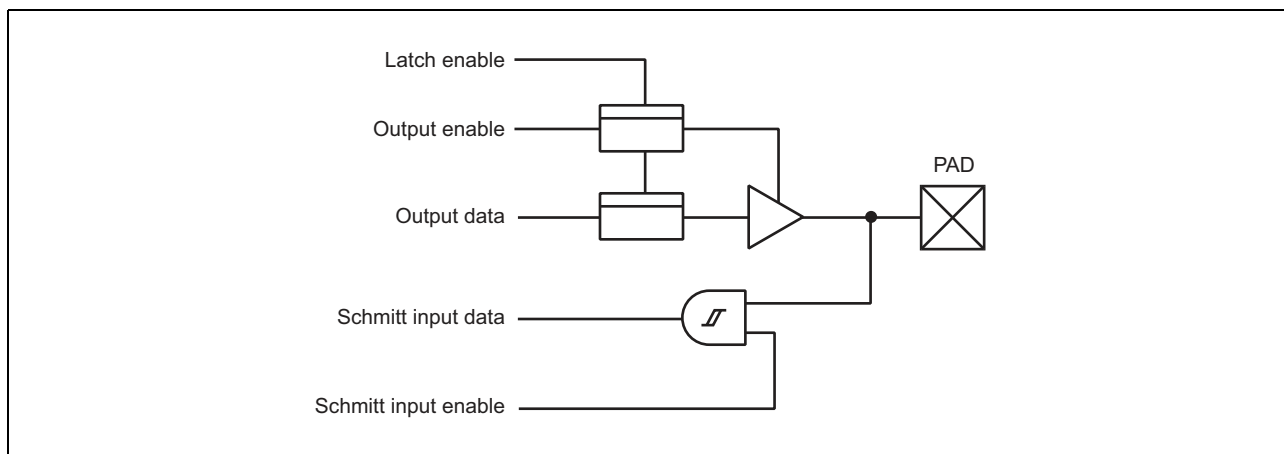 Latch enable
Output enable
PAD
Output data
Schmitt input data
Schmitt input enable